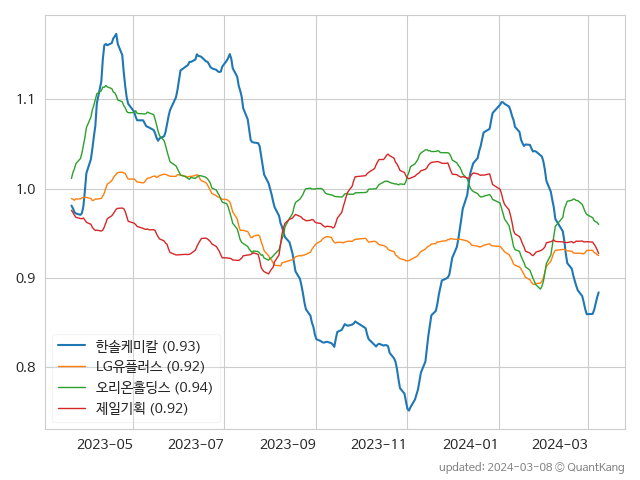 1.1
1.0
0.9
0.8
한솔케미칼 (0.93)
LG유플러스 (0.92)
오리온홀딩스 (0.94)
제일기획 (0.92)
2023-05 2023-07 2023-09 2023-11 2024-01 2024-03
updated: 2024-03-08 © QuantKang